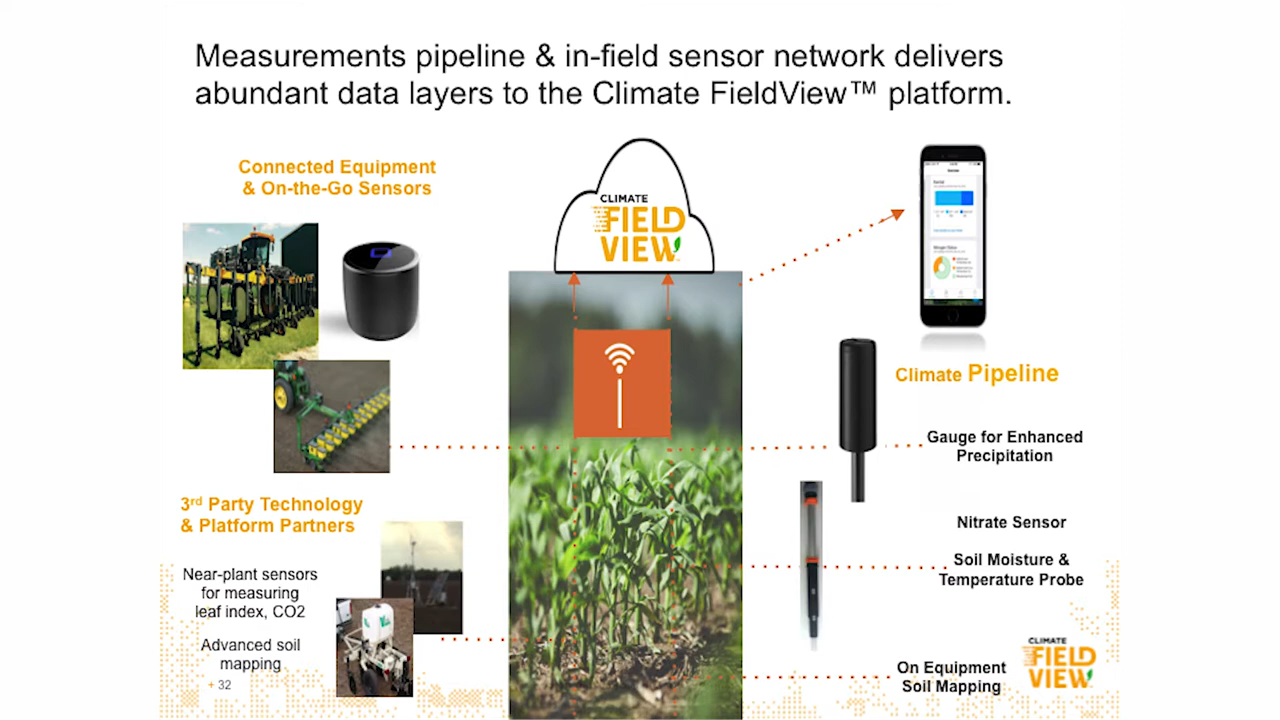 Measurements pipeline & in-field sensor network delivers
abundant data layers to the Climate FieldView™ platform.
Connected Equipment
& On-the-Go Sensors
CLIMATE
FIELD
VIEW™
Climate Pipeline
Gauge for Enhanced
Precipitation
3rd Party Technology
& Platform Partners
Nitrate Sensor
Near-plant sensors
for measuring
leaf index, CO2
Soil Moisture &
Temperature Probe
Advanced soil
mapping
On Equipment
Soil Mapping
CLIMATE
FIELD
VIEW
+ 32